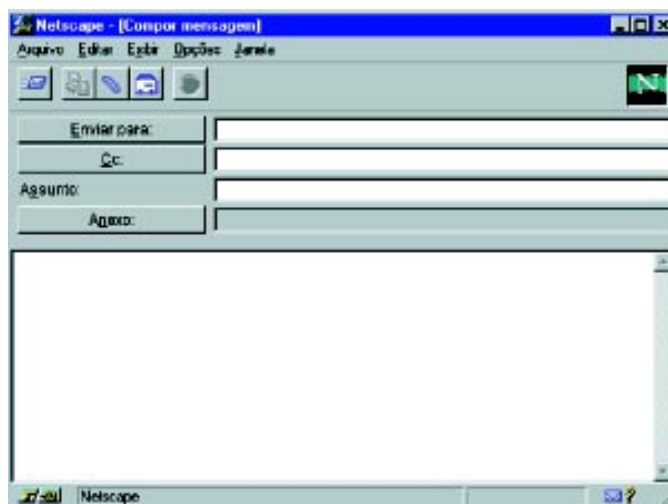 Netscape - [Compor mensagem]
Arquivo Editar Exibir Opções Janela
N
Enviar para:
Cc:
Assunto:
Anexo:
Netscape
?